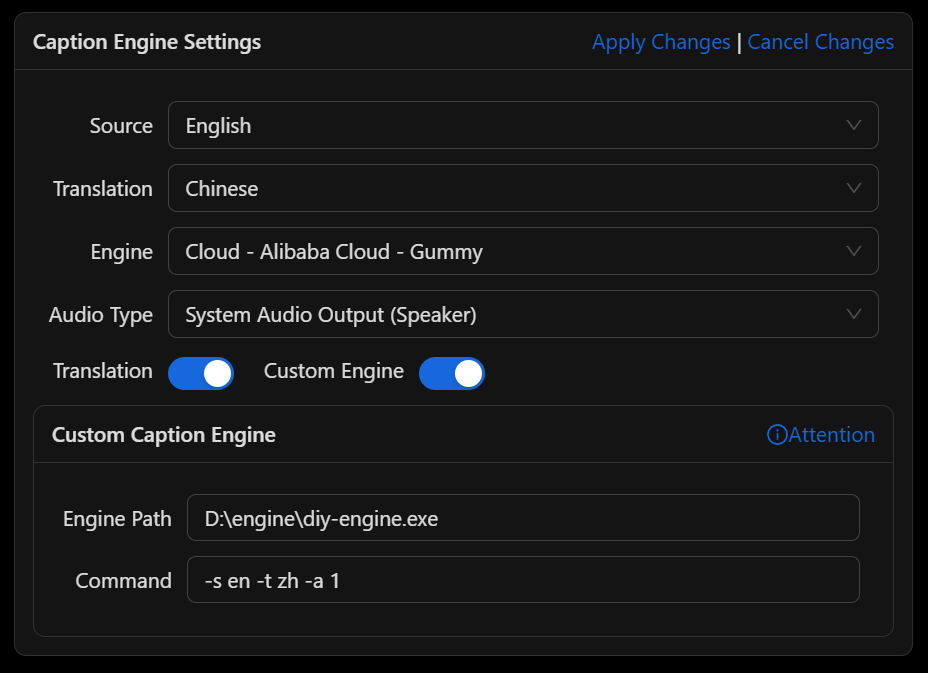 Caption Engine Settings Apply Changes | Cancel Changes
Source English
Translation Chinese
Engine Cloud - Alibaba Cloud - Gummy
Audio Type System Audio Output (Speaker)
Translation Custom Engine
Custom Caption Engine Attention
Engine Path D:\engine\diy-engine.exe
Command -s en -t zh -a 1